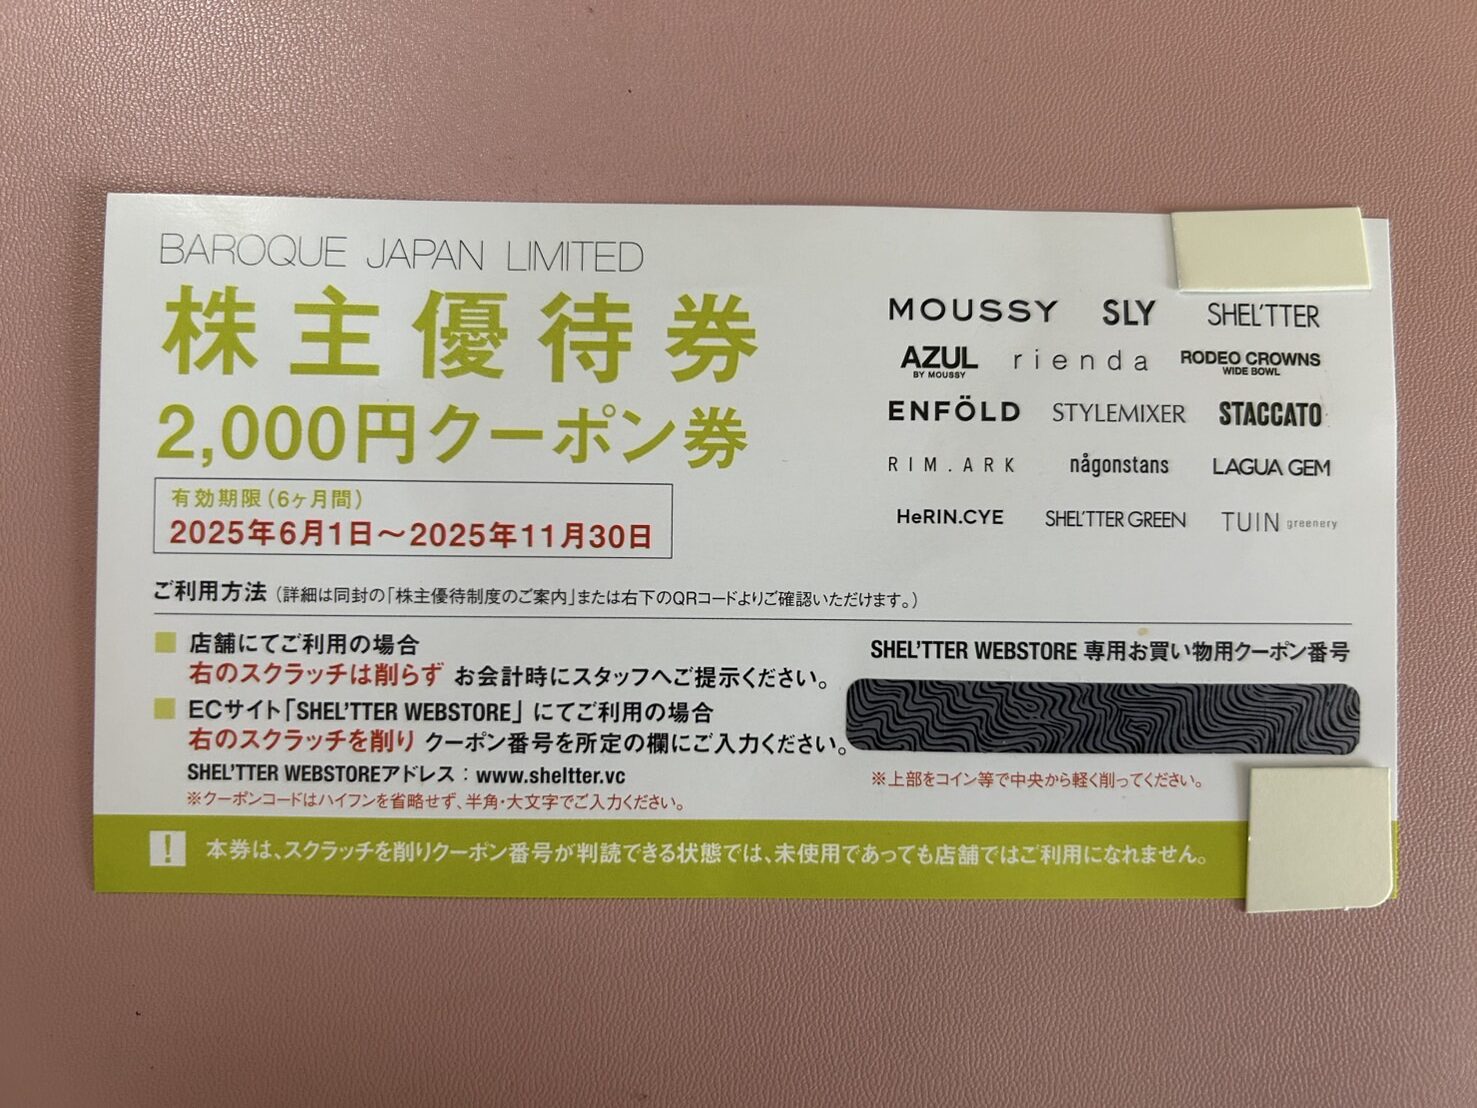 BAROQUE JAPAN LIMITED
株主優待券
2,000円クーポン券
有効期限(6ヶ月間)
2025年6月1日～2025年11月30日
MOUSSY SLY SHEL'TTER
AZUL BY MOUSSY rienda RODEO CROWNS WIDE BOWL
ENFÖLD STYLEMIXER STACCATO
RIM.ARK någonstans LAGUA GEM
HeRIN.CYE SHEL'TTER GREEN TUIN greenery
ご利用方法(詳細は同封の「株主優待制度のご案内」または右下のQRコードよりご確認いただけます。)
■ 店舗にてご利用の場合
右のスクラッチは削らず お会計時にスタッフへご提示ください。
■ ECサイト「SHEL'TTER WEBSTORE」にてご利用の場合
右のスクラッチを削り クーポン番号を所定の欄にご入力ください。
SHEL'TTER WEBSTOREアドレス：www.sheltter.vc
※クーポンコードはハイフンを省略せず、半角・大文字でご入力ください。
SHEL'TTER WEBSTORE 専用お買い物用クーポン番号
※上部をコイン等で中央から軽く削ってください。
! 本券は、スクラッチを削りクーポン番号が判読できる状態では、未使用であっても店舗ではご利用になれません。